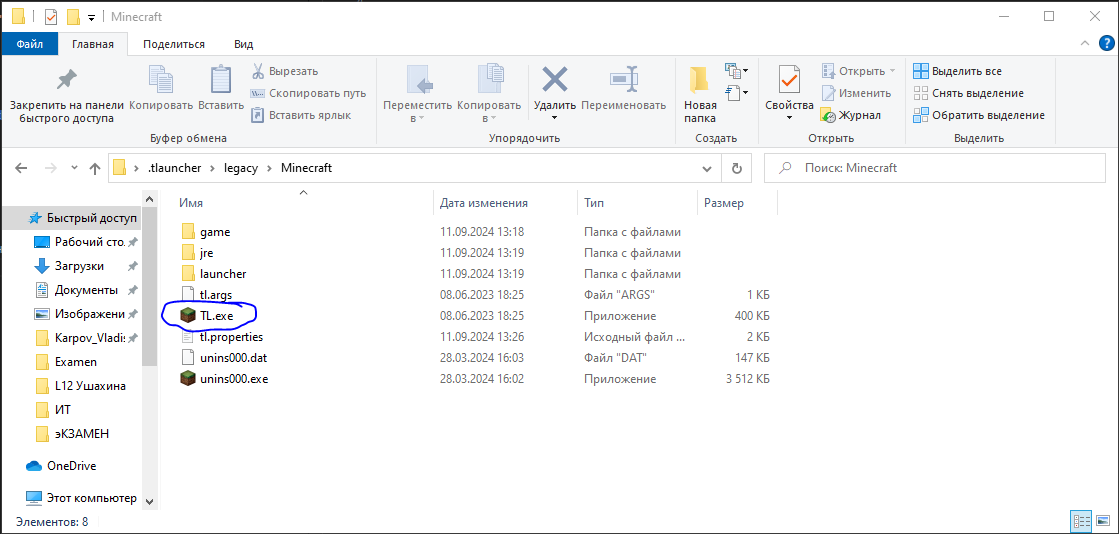 Minecraft
Файл
Главная
Поделиться
Вид
Закрепить на панели
быстрого доступа
Копировать
Вставить
Вырезать
Скопировать путь
Вставить ярлык
Буфер обмена
Переместить
в
Копировать
в
Удалить
Переименовать
Упорядочить
Новая
папка
Создать
Свойства
Открыть
Изменить
Журнал
Открыть
Выделить все
Снять выделение
Обратить выделение
Выделить
.tlauncher
legacy
Minecraft
Поиск: Minecraft
Быстрый доступ
Рабочий сто.
Загрузки
Документы
Изображени
Karpov_Vladis
Examen
L12 Ушахина
ИТ
эКЗАМЕН
OneDrive
Этот компьютер
Имя Дата изменения Тип Размер
game 11.09.2024 13:18 Папка с файлами
jre 11.09.2024 13:19 Папка с файлами
launcher 11.09.2024 13:19 Папка с файлами
tl.args 08.06.2023 18:25 Файл "ARGS" 1 КБ
TL.exe 08.06.2023 18:25 Приложение 400 КБ
tl.properties 11.09.2024 13:26 Исходный файл ... 2 КБ
unins000.dat 28.03.2024 16:03 Файл "DAT" 147 КБ
unins000.exe 28.03.2024 16:02 Приложение 3 512 КБ
Элементов: 8